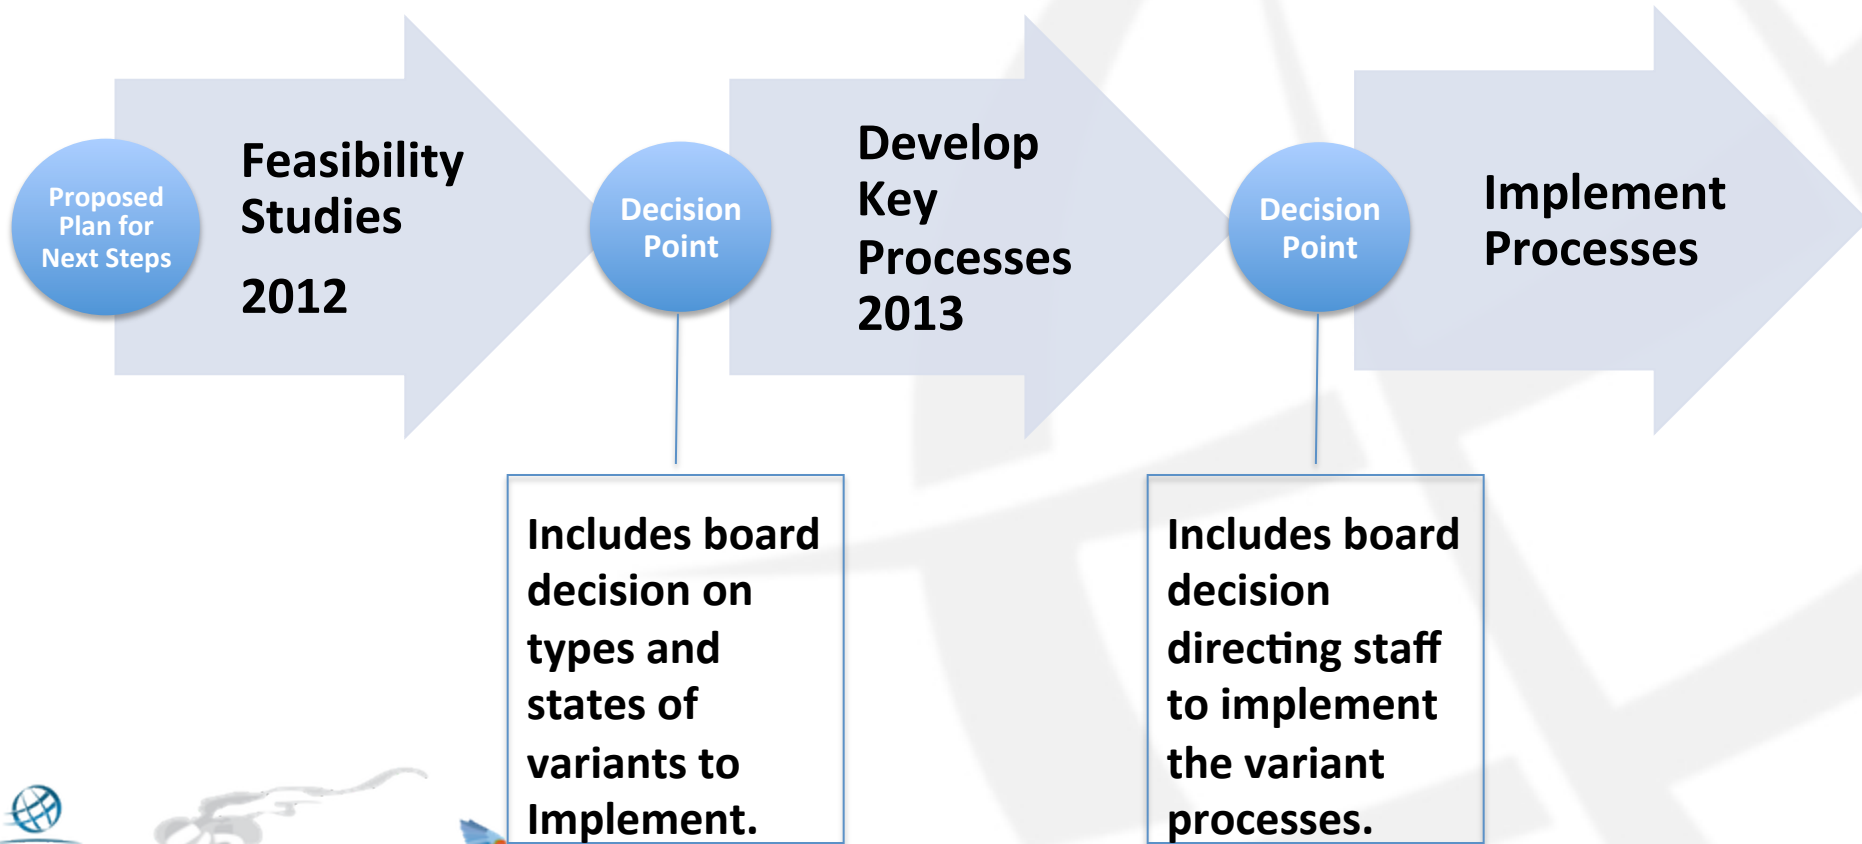 Proposed
Plan for
Next Steps
Feasibility
Studies
2012
Decision
Point
Develop
Key
Processes
2013
Decision
Point
Implement
Processes
Includes board
decision on
types and
states of
variants to
Implement.
Includes board
decision
directing staff
to implement
the variant
processes.